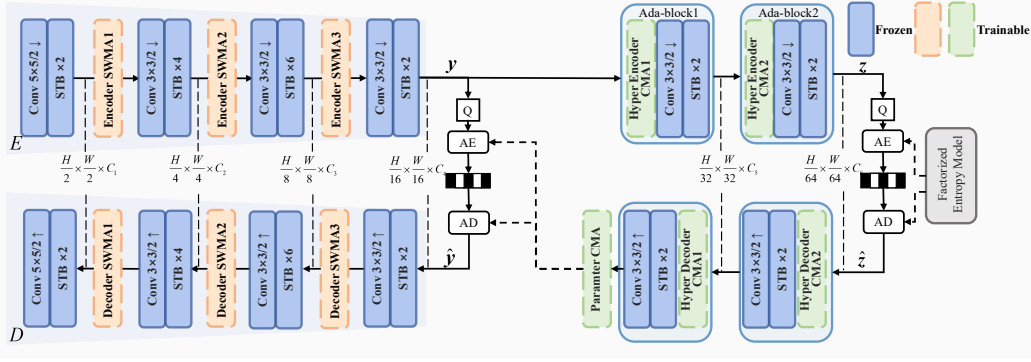 Conv 5×5/2↓
STB ×2
Encoder SWMA1
Conv 3×3/2↓
STB ×4
Encoder SWMA2
Conv 3×3/2↓
STB ×6
Encoder SWMA3
Conv 3×3/2↓
STB ×2
E
y
Q
AE
AD
ŷ
Ada-block1
Hyper Encoder
CMA1
Conv 3×3/2↓
STB ×2
Ada-block2
Hyper Encoder
CMA2
Conv 3×3/2↓
STB ×2
z
Q
AE
AD
ẑ
Frozen
Trainable
Factorized
Entropy Model
H/2 × W/2 × C₁
H/4 × W/4 × C₂
H/8 × W/8 × C₃
H/16 × W/16 × C
H/32 × W/32 × C₅
H/64 × W/64 × C
Conv 5×5/2↑
STB ×2
Decoder SWMA1
Conv 3×3/2↑
STB ×4
Decoder SWMA2
Conv 3×3/2↑
STB ×6
Decoder SWMA3
Conv 3×3/2↑
STB ×2
D
Paramter CMA
Conv 3×3/2↑
STB ×2
Hyper Decoder
CMA1
Conv 3×3/2↑
STB ×2
Hyper Decoder
CMA2